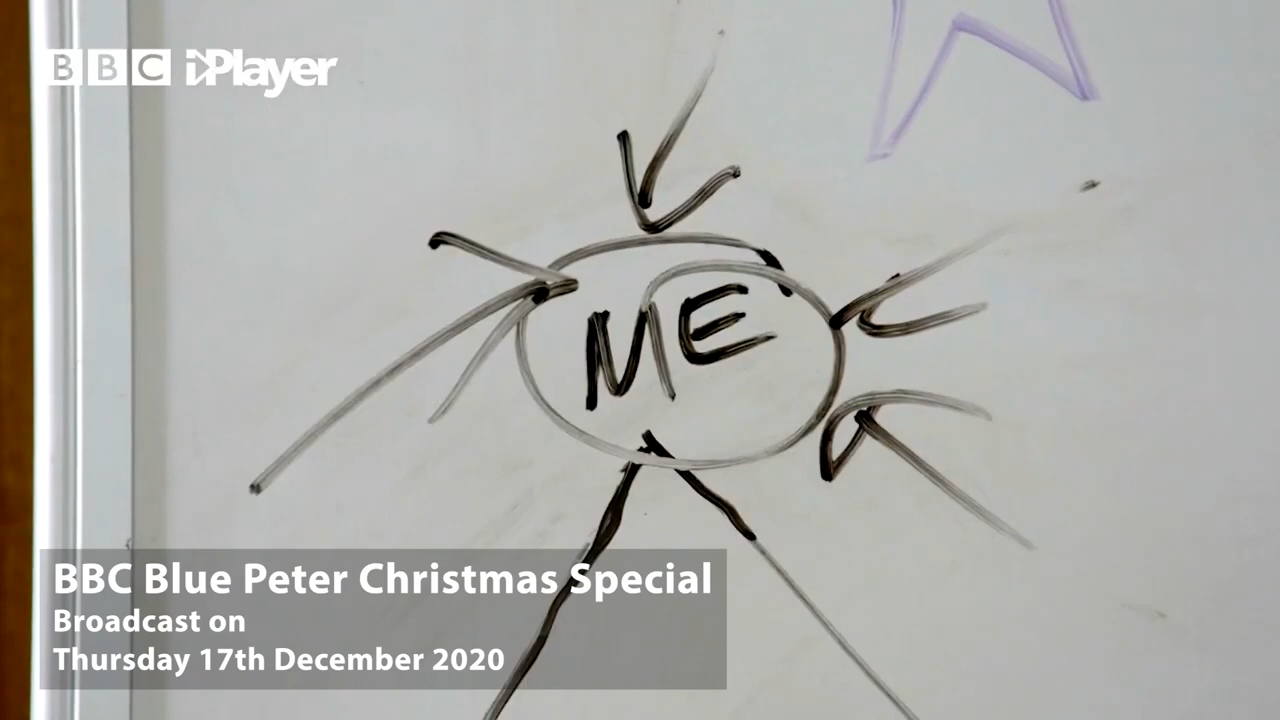 BBC iPlayer
ME
BBC Blue Peter Christmas Special
Broadcast on
Thursday 17th December 2020